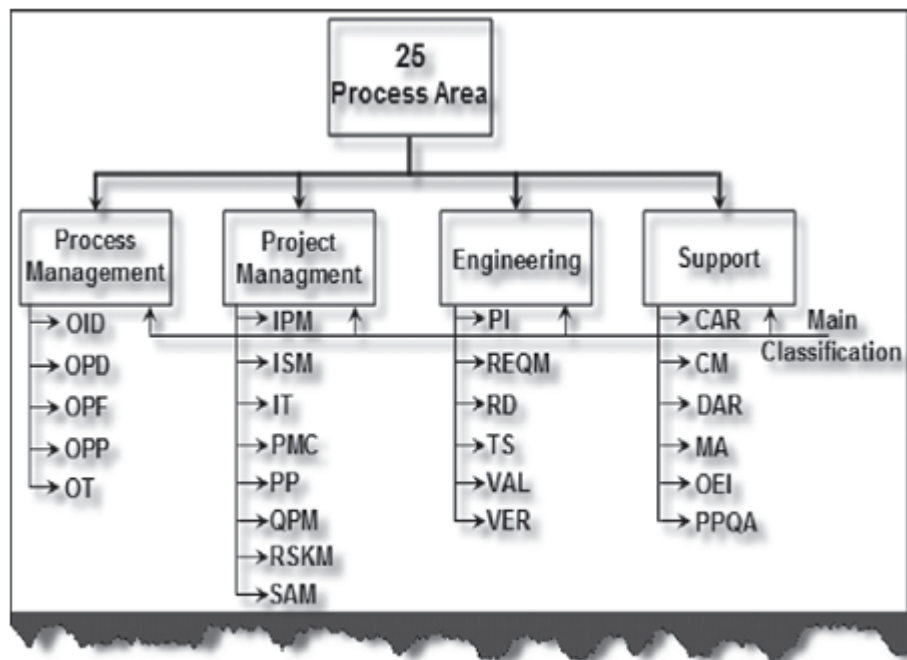 25
Process Area
Process
Management
Project
Managment
Engineering
Support
OID
OPD
OPF
OPP
OT
IPM
ISM
IT
PMC
PP
QPM
RSKM
SAM
PI
REQM
RD
TS
VAL
VER
CAR
CM
DAR
MA
OEI
PPQA
Main
Classification